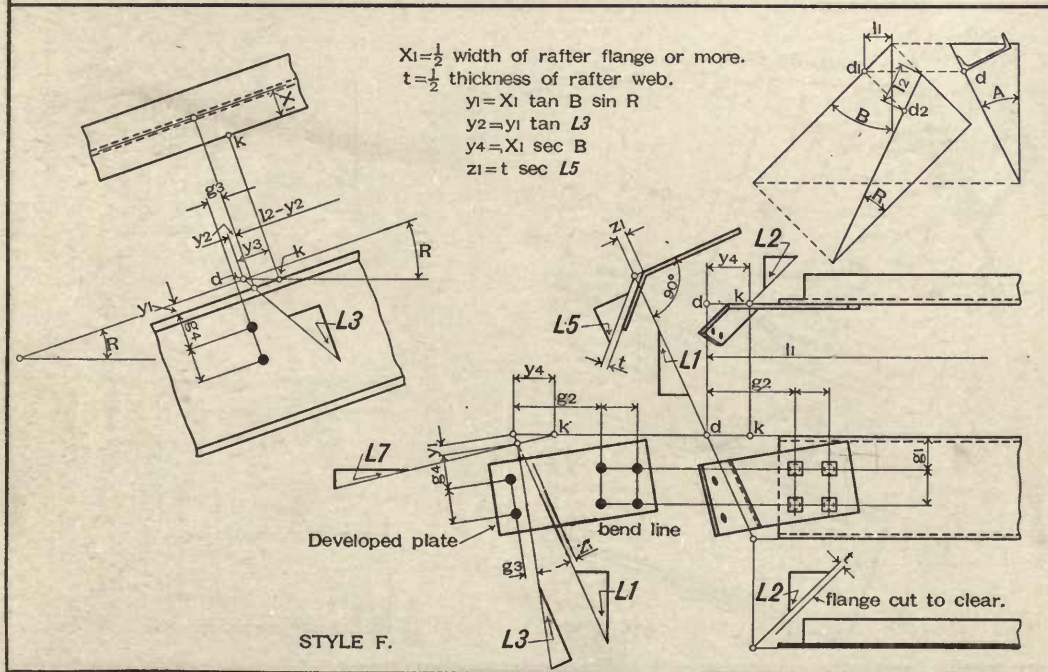 X1=½ width of rafter flange or more.
t=½ thickness of rafter web.
y1=X1 tan B sin R
y2=y1 tan L3
y4=X1 sec B
z1=t sec L5
X1
k
g3
l2-y2
y2
y3
d
k
R
y1
g4
R
L3
l1
d1
l2
d
d2
A
B
R
z1
L2
y4
90°
d
k
L5
t
L1
l1
y4
g2
g2
k
d
k
y1
g1
L7
g4
Developed plate
bend line
z1
g3
L1
L2
t
flange cut to clear.
L3
STYLE F.